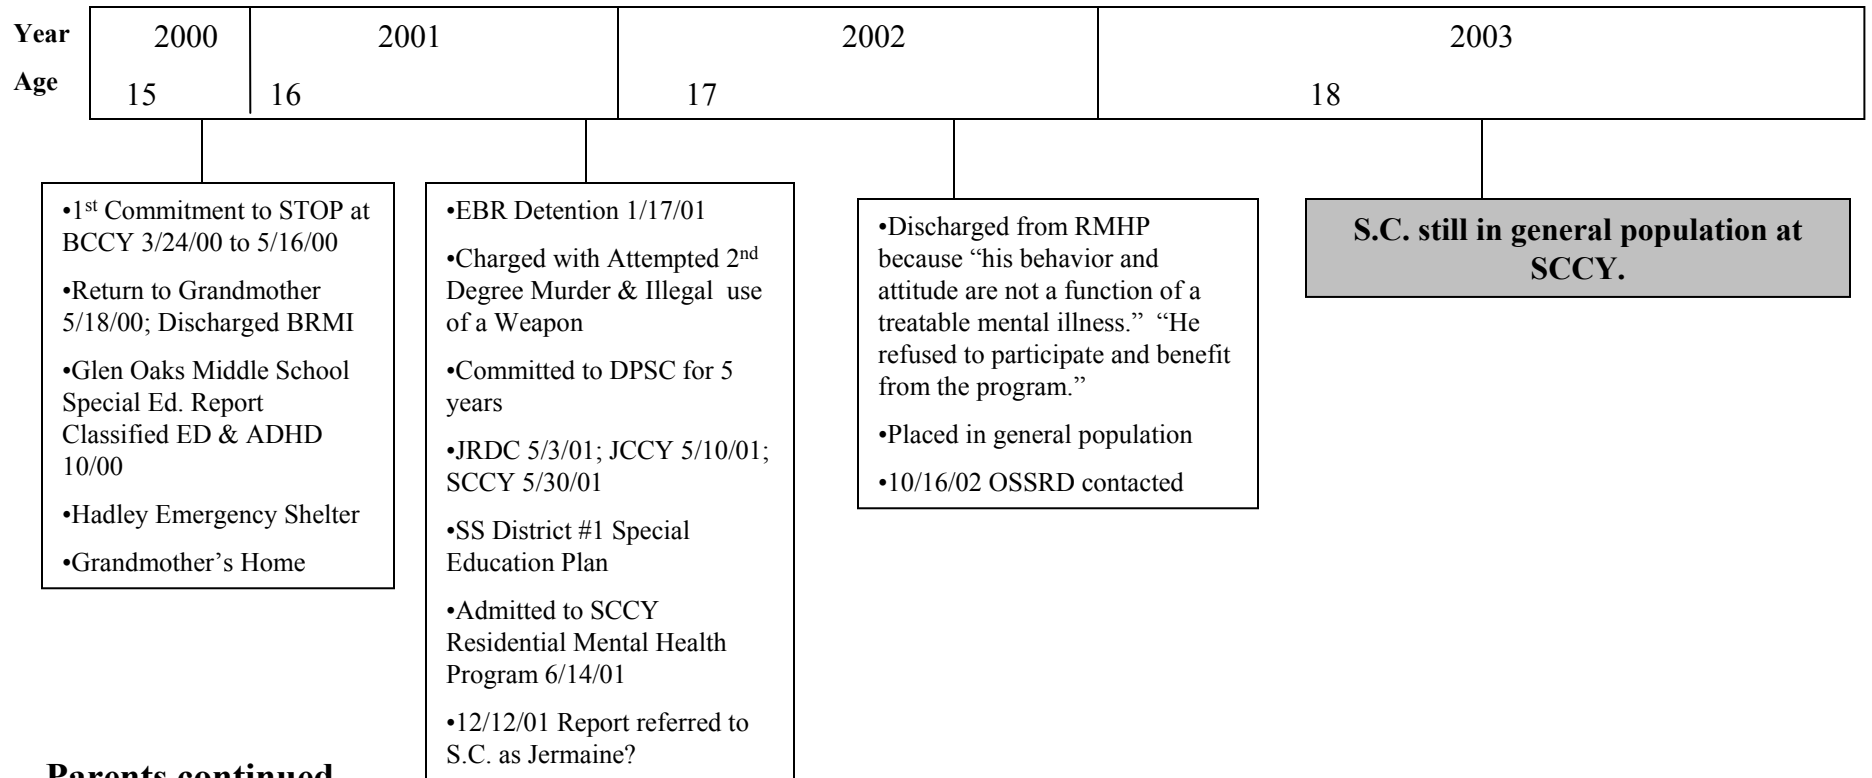 Year 2000 2001 2002 2003
Age 15 16 17 18
•1st Commitment to STOP at
BCCY 3/24/00 to 5/16/00
•Return to Grandmother
5/18/00; Discharged BRMI
•Glen Oaks Middle School
Special Ed. Report
Classified ED & ADHD
10/00
•Hadley Emergency Shelter
•Grandmother’s Home
•EBR Detention 1/17/01
•Charged with Attempted 2nd
Degree Murder & Illegal use
of a Weapon
•Committed to DPSC for 5
years
•JRDC 5/3/01; JCCY 5/10/01;
SCCY 5/30/01
•SS District #1 Special
Education Plan
•Admitted to SCCY
Residential Mental Health
Program 6/14/01
•12/12/01 Report referred to
S.C. as Jermaine?
•Discharged from RMHP
because “his behavior and
attitude are not a function of a
treatable mental illness.” “He
refused to participate and benefit
from the program.”
•Placed in general population
•10/16/02 OSSRD contacted
S.C. still in general population at
SCCY.
Parents continued